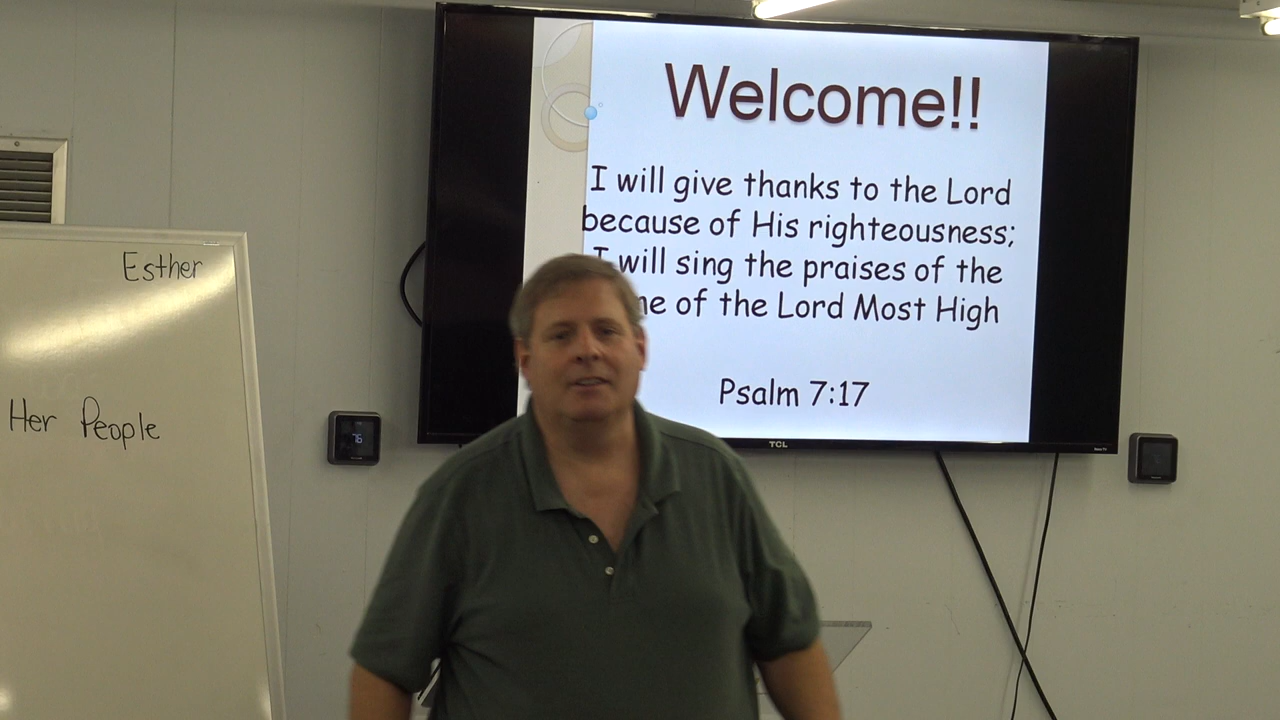 Welcome!!
I will give thanks to the Lord
because of His righteousness;
I will sing the praises of the
of the Lord Most High
Psalm 7:17
Esther
Her People
76
TCL